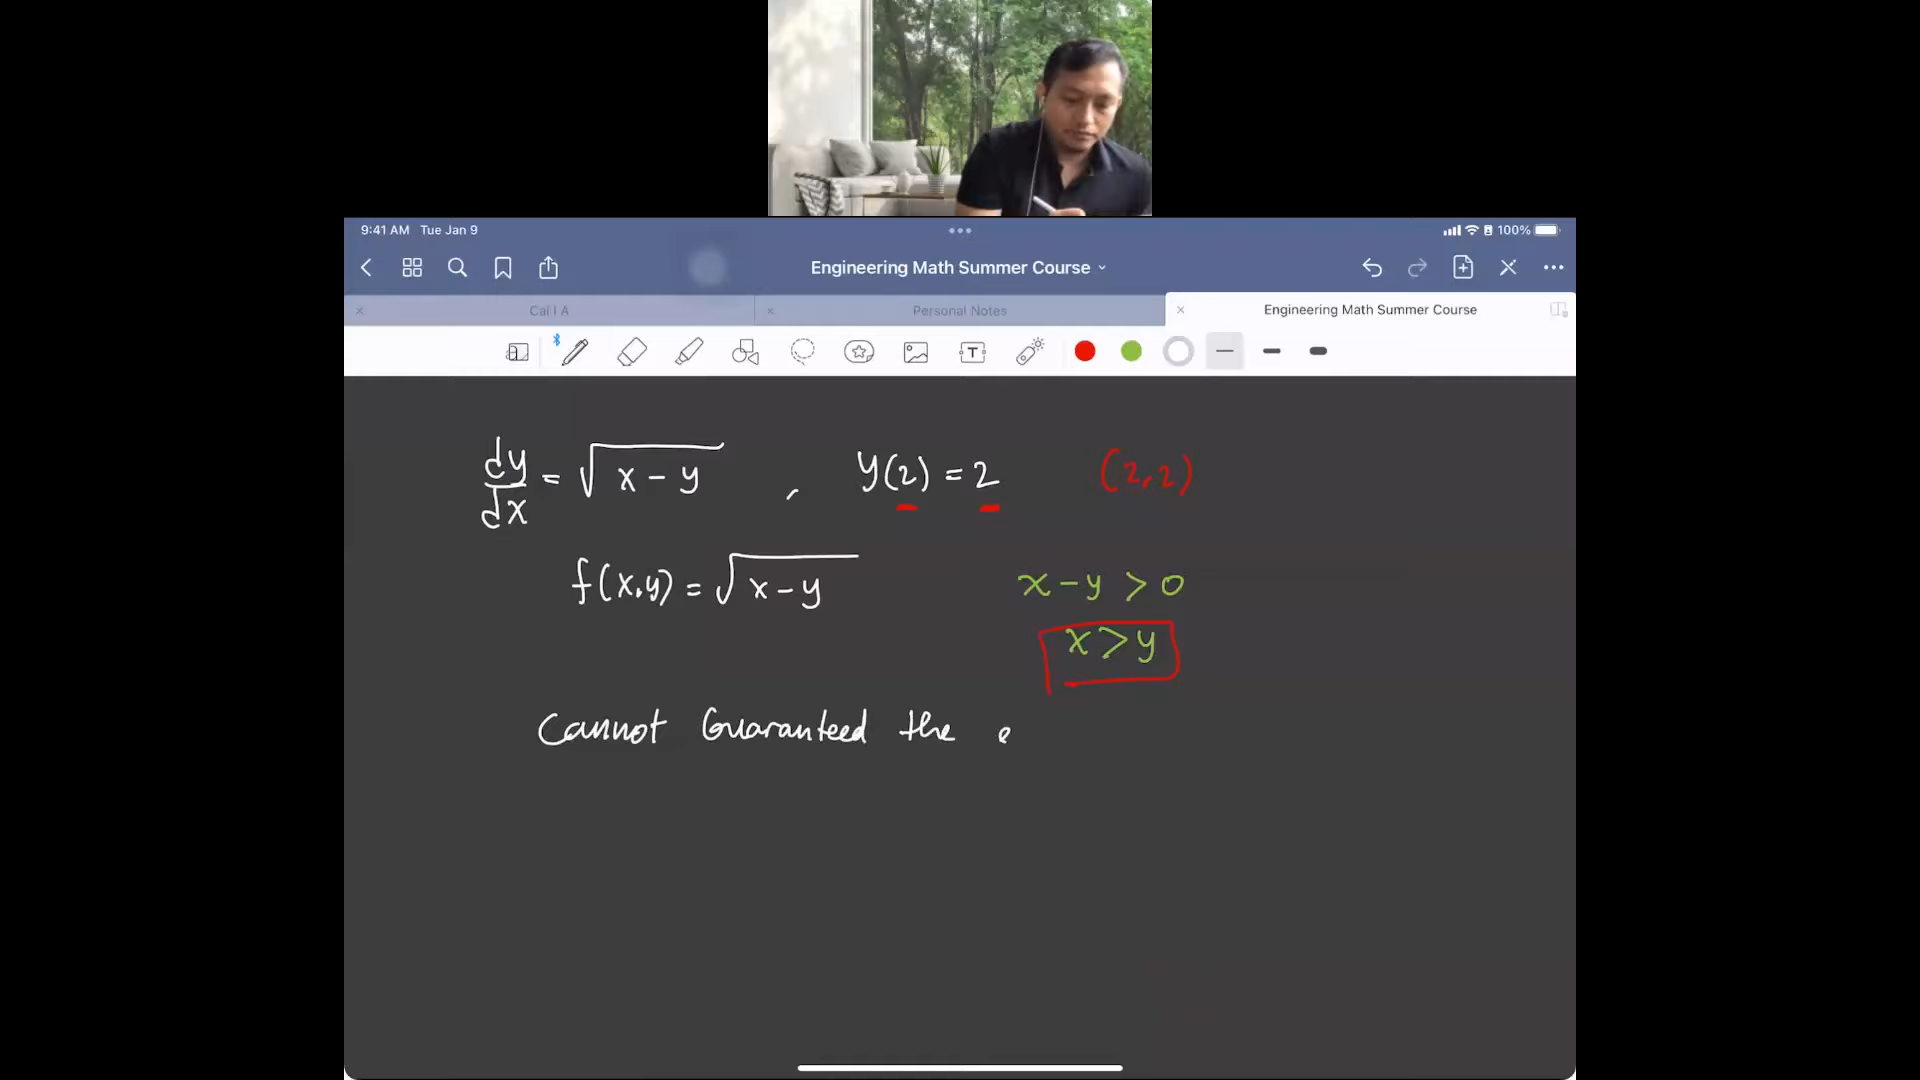 9:41 AM Tue Jan 9
100%
Engineering Math Summer Course
Cal I A
Personal Notes
Engineering Math Summer Course
T
dy/dx = √(x - y) , y(2) = 2 (2,2)
f(x,y) = √(x - y) x - y > 0
x > y
Cannot Guaranteed the e